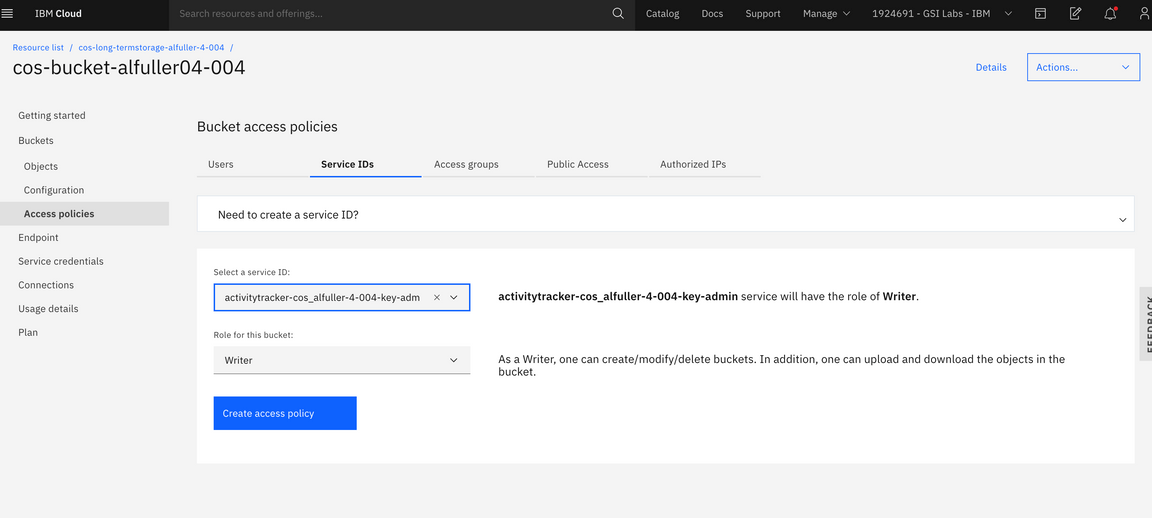 IBM Cloud
Search resources and offerings...
Catalog
Docs
Support
Manage
1924691 - GSI Labs - IBM
Resource list / cos-long-termstorage-alfuller-4-004 /
cos-bucket-alfuller04-004
Details
Actions...
Getting started
Buckets
Objects
Configuration
Access policies
Endpoint
Service credentials
Connections
Usage details
Plan
Bucket access policies
Users
Service IDs
Access groups
Public Access
Authorized IPs
Need to create a service ID?
Select a service ID:
activitytracker-cos_alfuller-4-004-key-adm
activitytracker-cos_alfuller-4-004-key-admin service will have the role of Writer.
Role for this bucket:
Writer
As a Writer, one can create/modify/delete buckets. In addition, one can upload and download the objects in the
bucket.
Create access policy
FEEDBACK